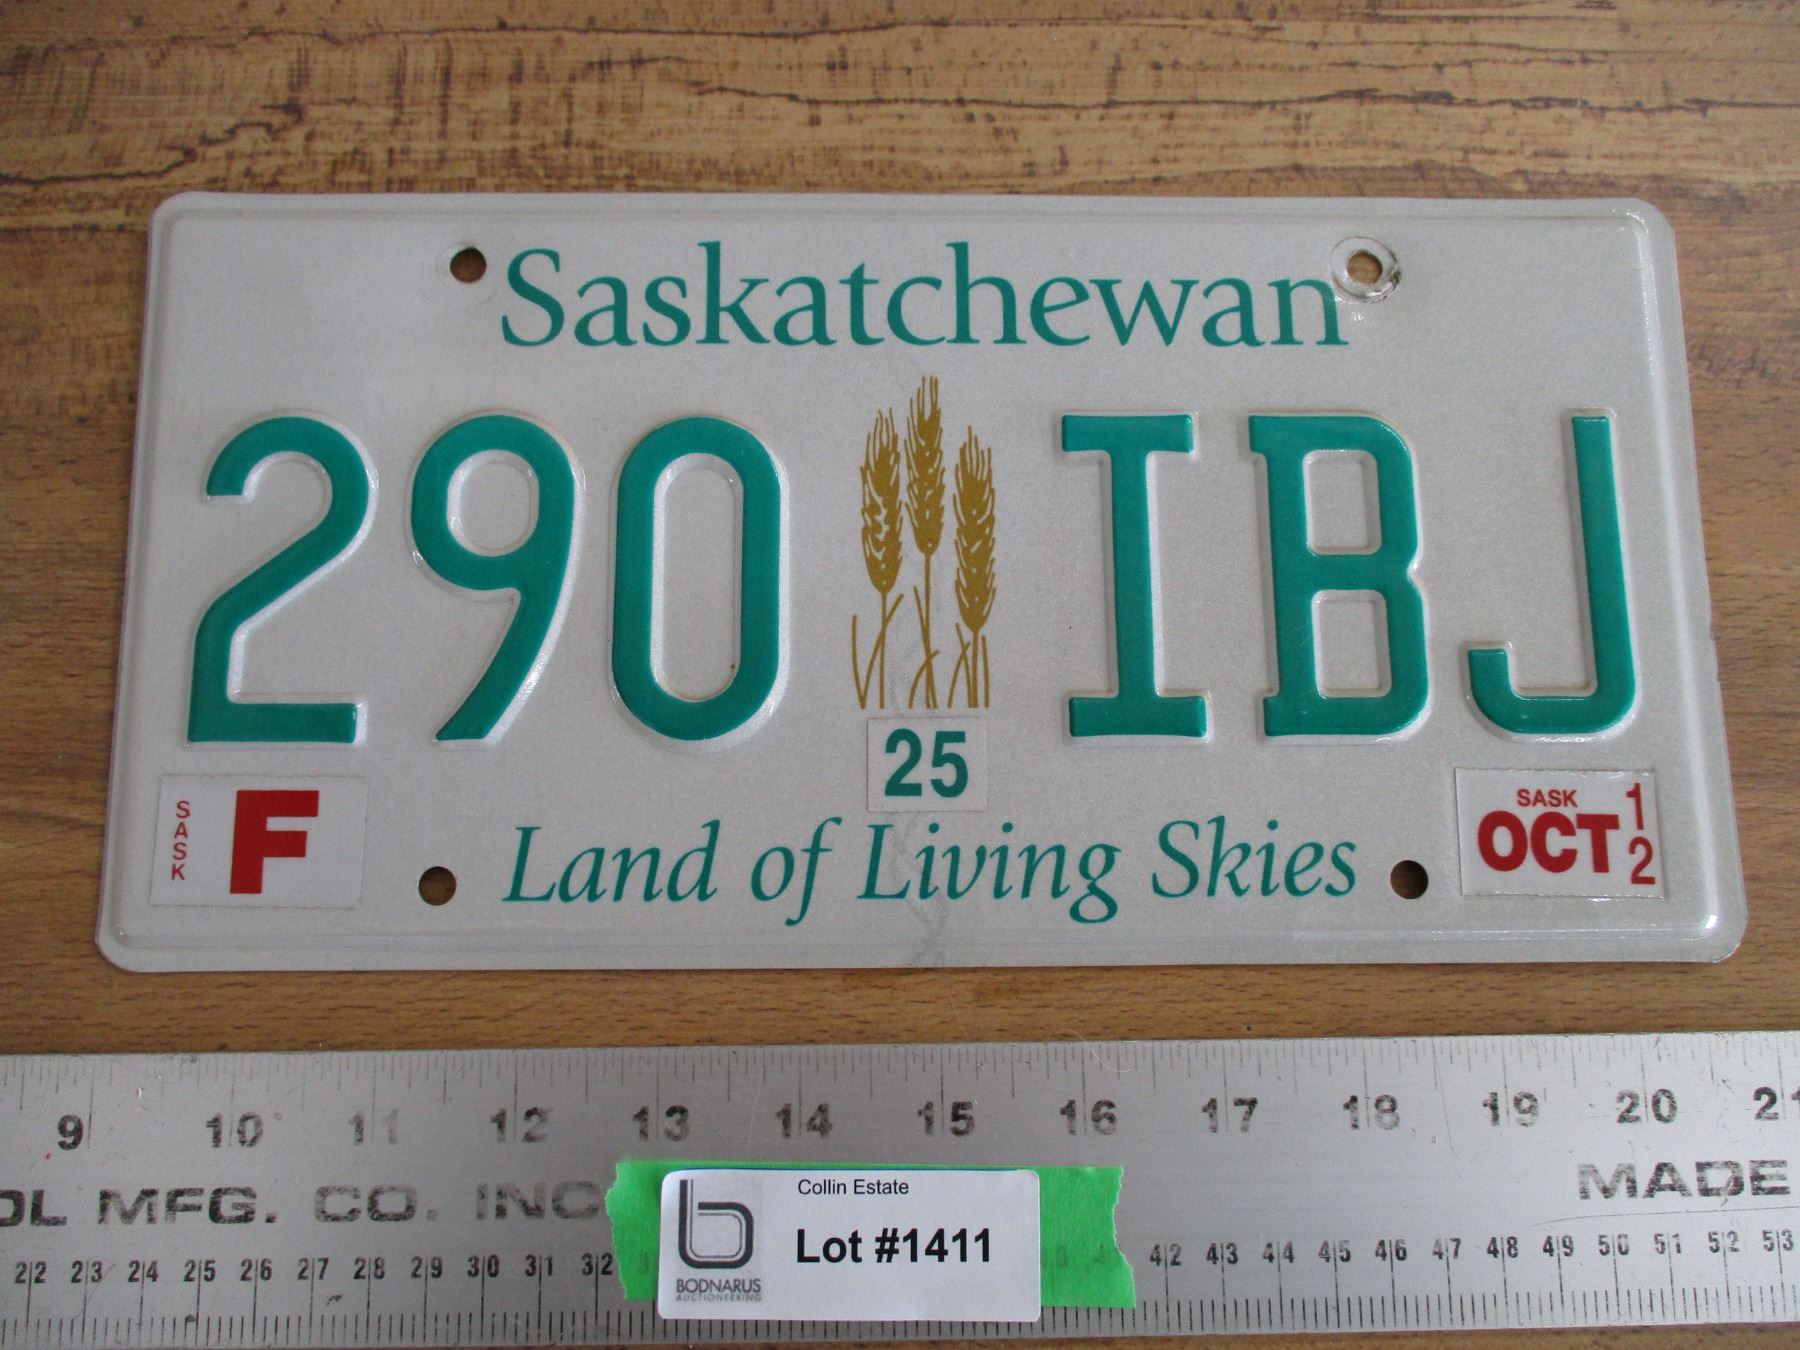 Saskatchewan
290 IBJ
25
SASK F
SASK OCT 12
Land of Living Skies
9 10 11 12 13 14 15 16 17 18 19 20 21
OL MFG. CO. INC
MADE
Collin Estate
Lot #1411
BODNARUS
AUCTIONEERING
22 23 24 25 26 27 28 29 30 31 32 42 43 44 45 46 47 48 49 50 51 52 53